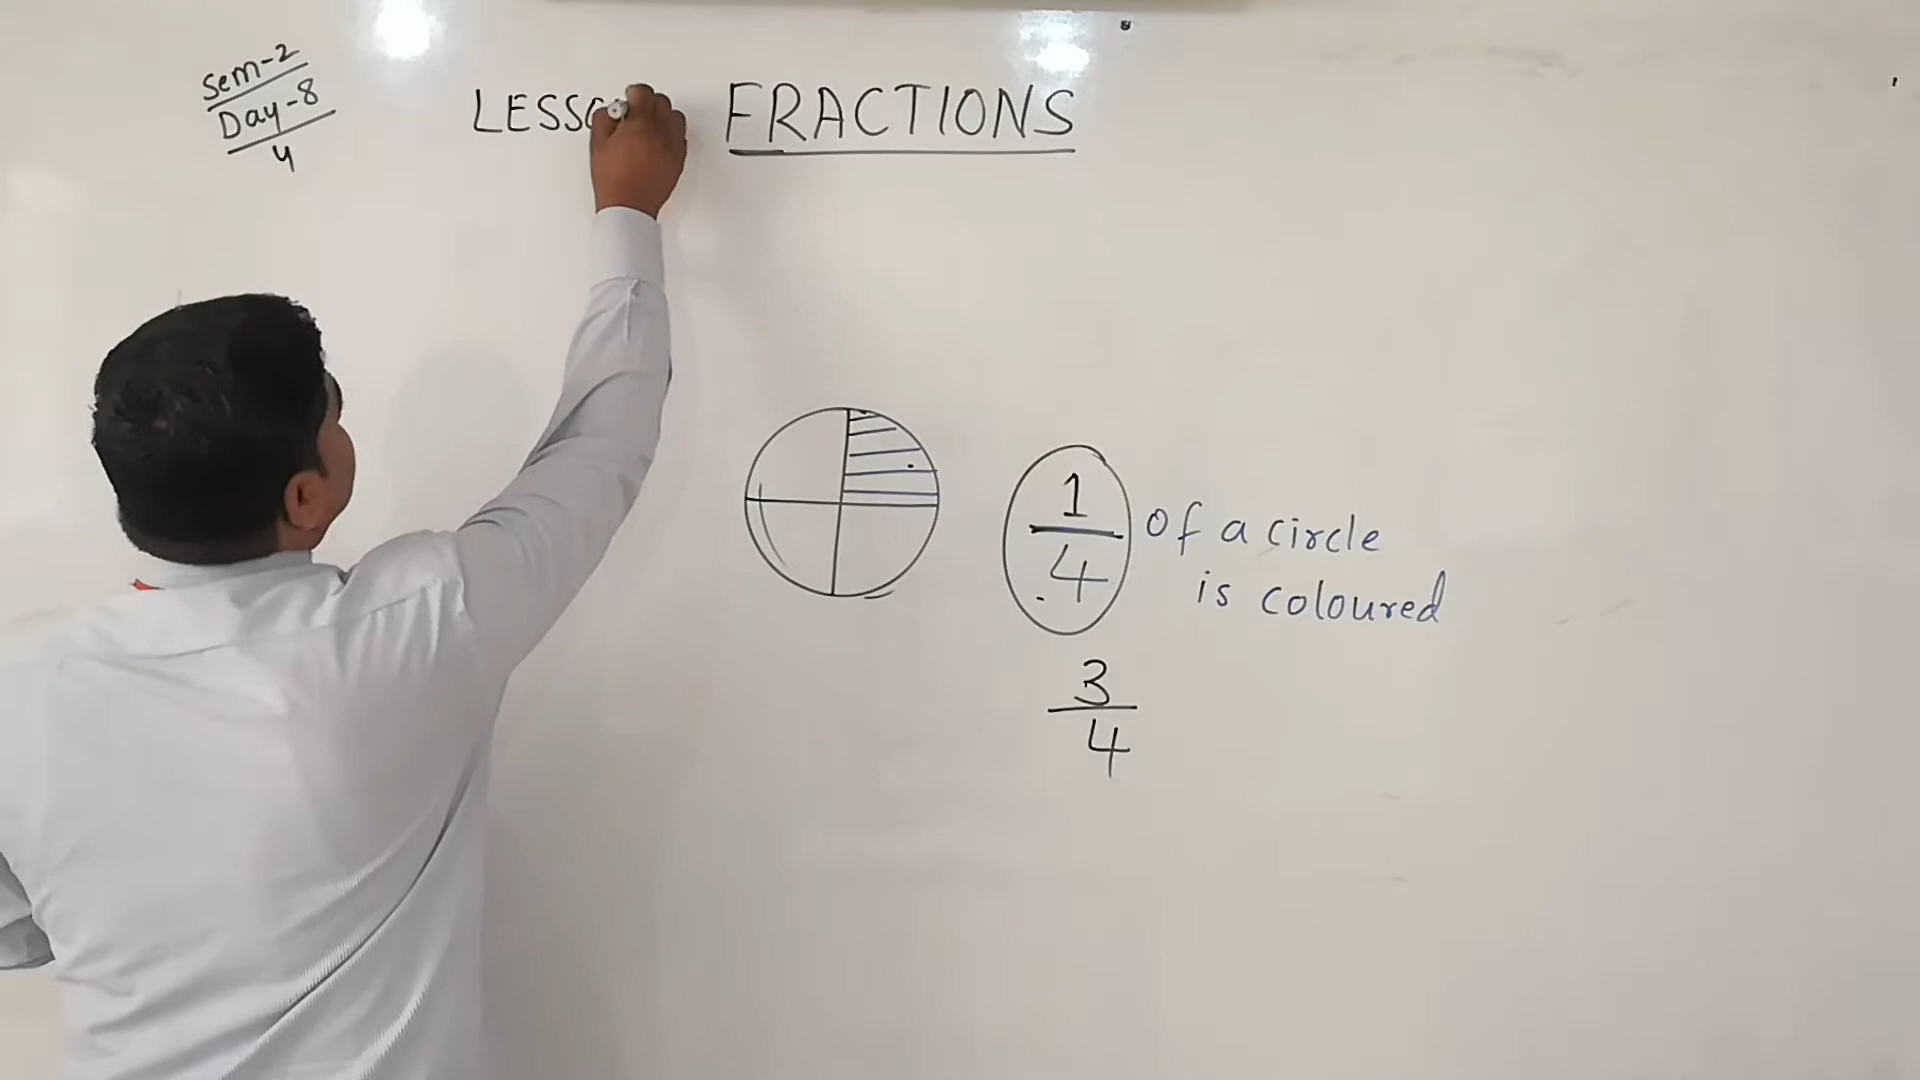 Sem-2
Day-8
4
FRACTIONS
1
4
of a circle
is coloured
3
4